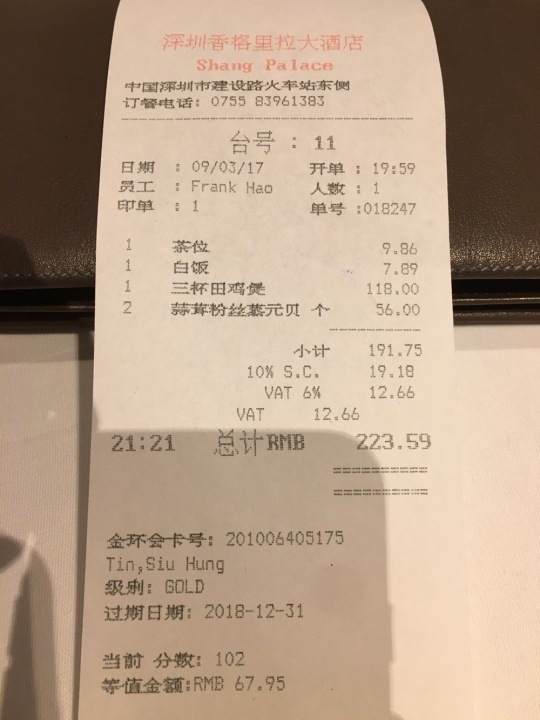 深圳香格里拉大酒店
Shang Palace
中国深圳市建设路火车站东侧
订餐电话: 0755 83961383
台号 : 11
日期 : 09/03/17 开单 : 19:59
员工 : Frank Hao 人数 : 1
印单 : 1 单号 :018247
1 茶位 9.86
1 白饭 7.89
1 三杯田鸡煲 118.00
2 蒜茸粉丝蒸元贝 个 56.00
小计 191.75
10% S.C. 19.18
VAT 6% 12.66
VAT 12.66
21:21 总计RMB 223.59
金环会卡号: 201006405175
Tin,Siu Hung
级别: GOLD
过期日期: 2018-12-31
当前 分数: 102
等值金额:RMB 67.95